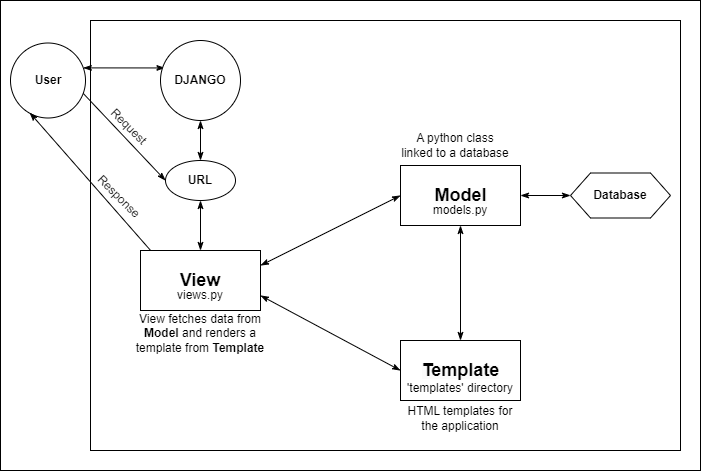 User
DJANGO
Request
Response
URL
A python class
linked to a database
Model
models.py
Database
View
views.py
View fetches data from
Model and renders a
template from Template
Template
'templates' directory
HTML templates for
the application